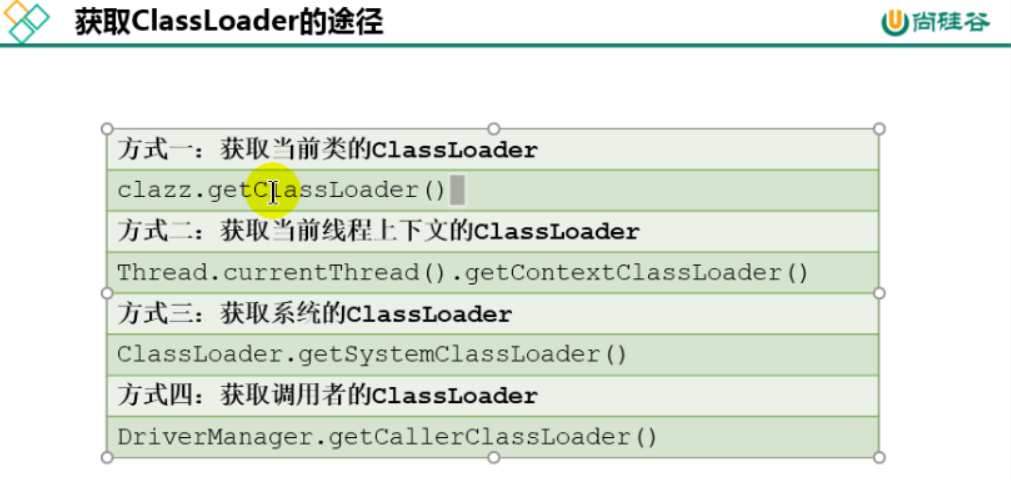 获取ClassLoader的途径
尚硅谷
方式一：获取当前类的ClassLoader
clazz.getClassLoader()
方式二：获取当前线程上下文的ClassLoader
Thread.currentThread().getContextClassLoader()
方式三：获取系统的ClassLoader
ClassLoader.getSystemClassLoader()
方式四：获取调用者的ClassLoader
DriverManager.getCallerClassLoader()